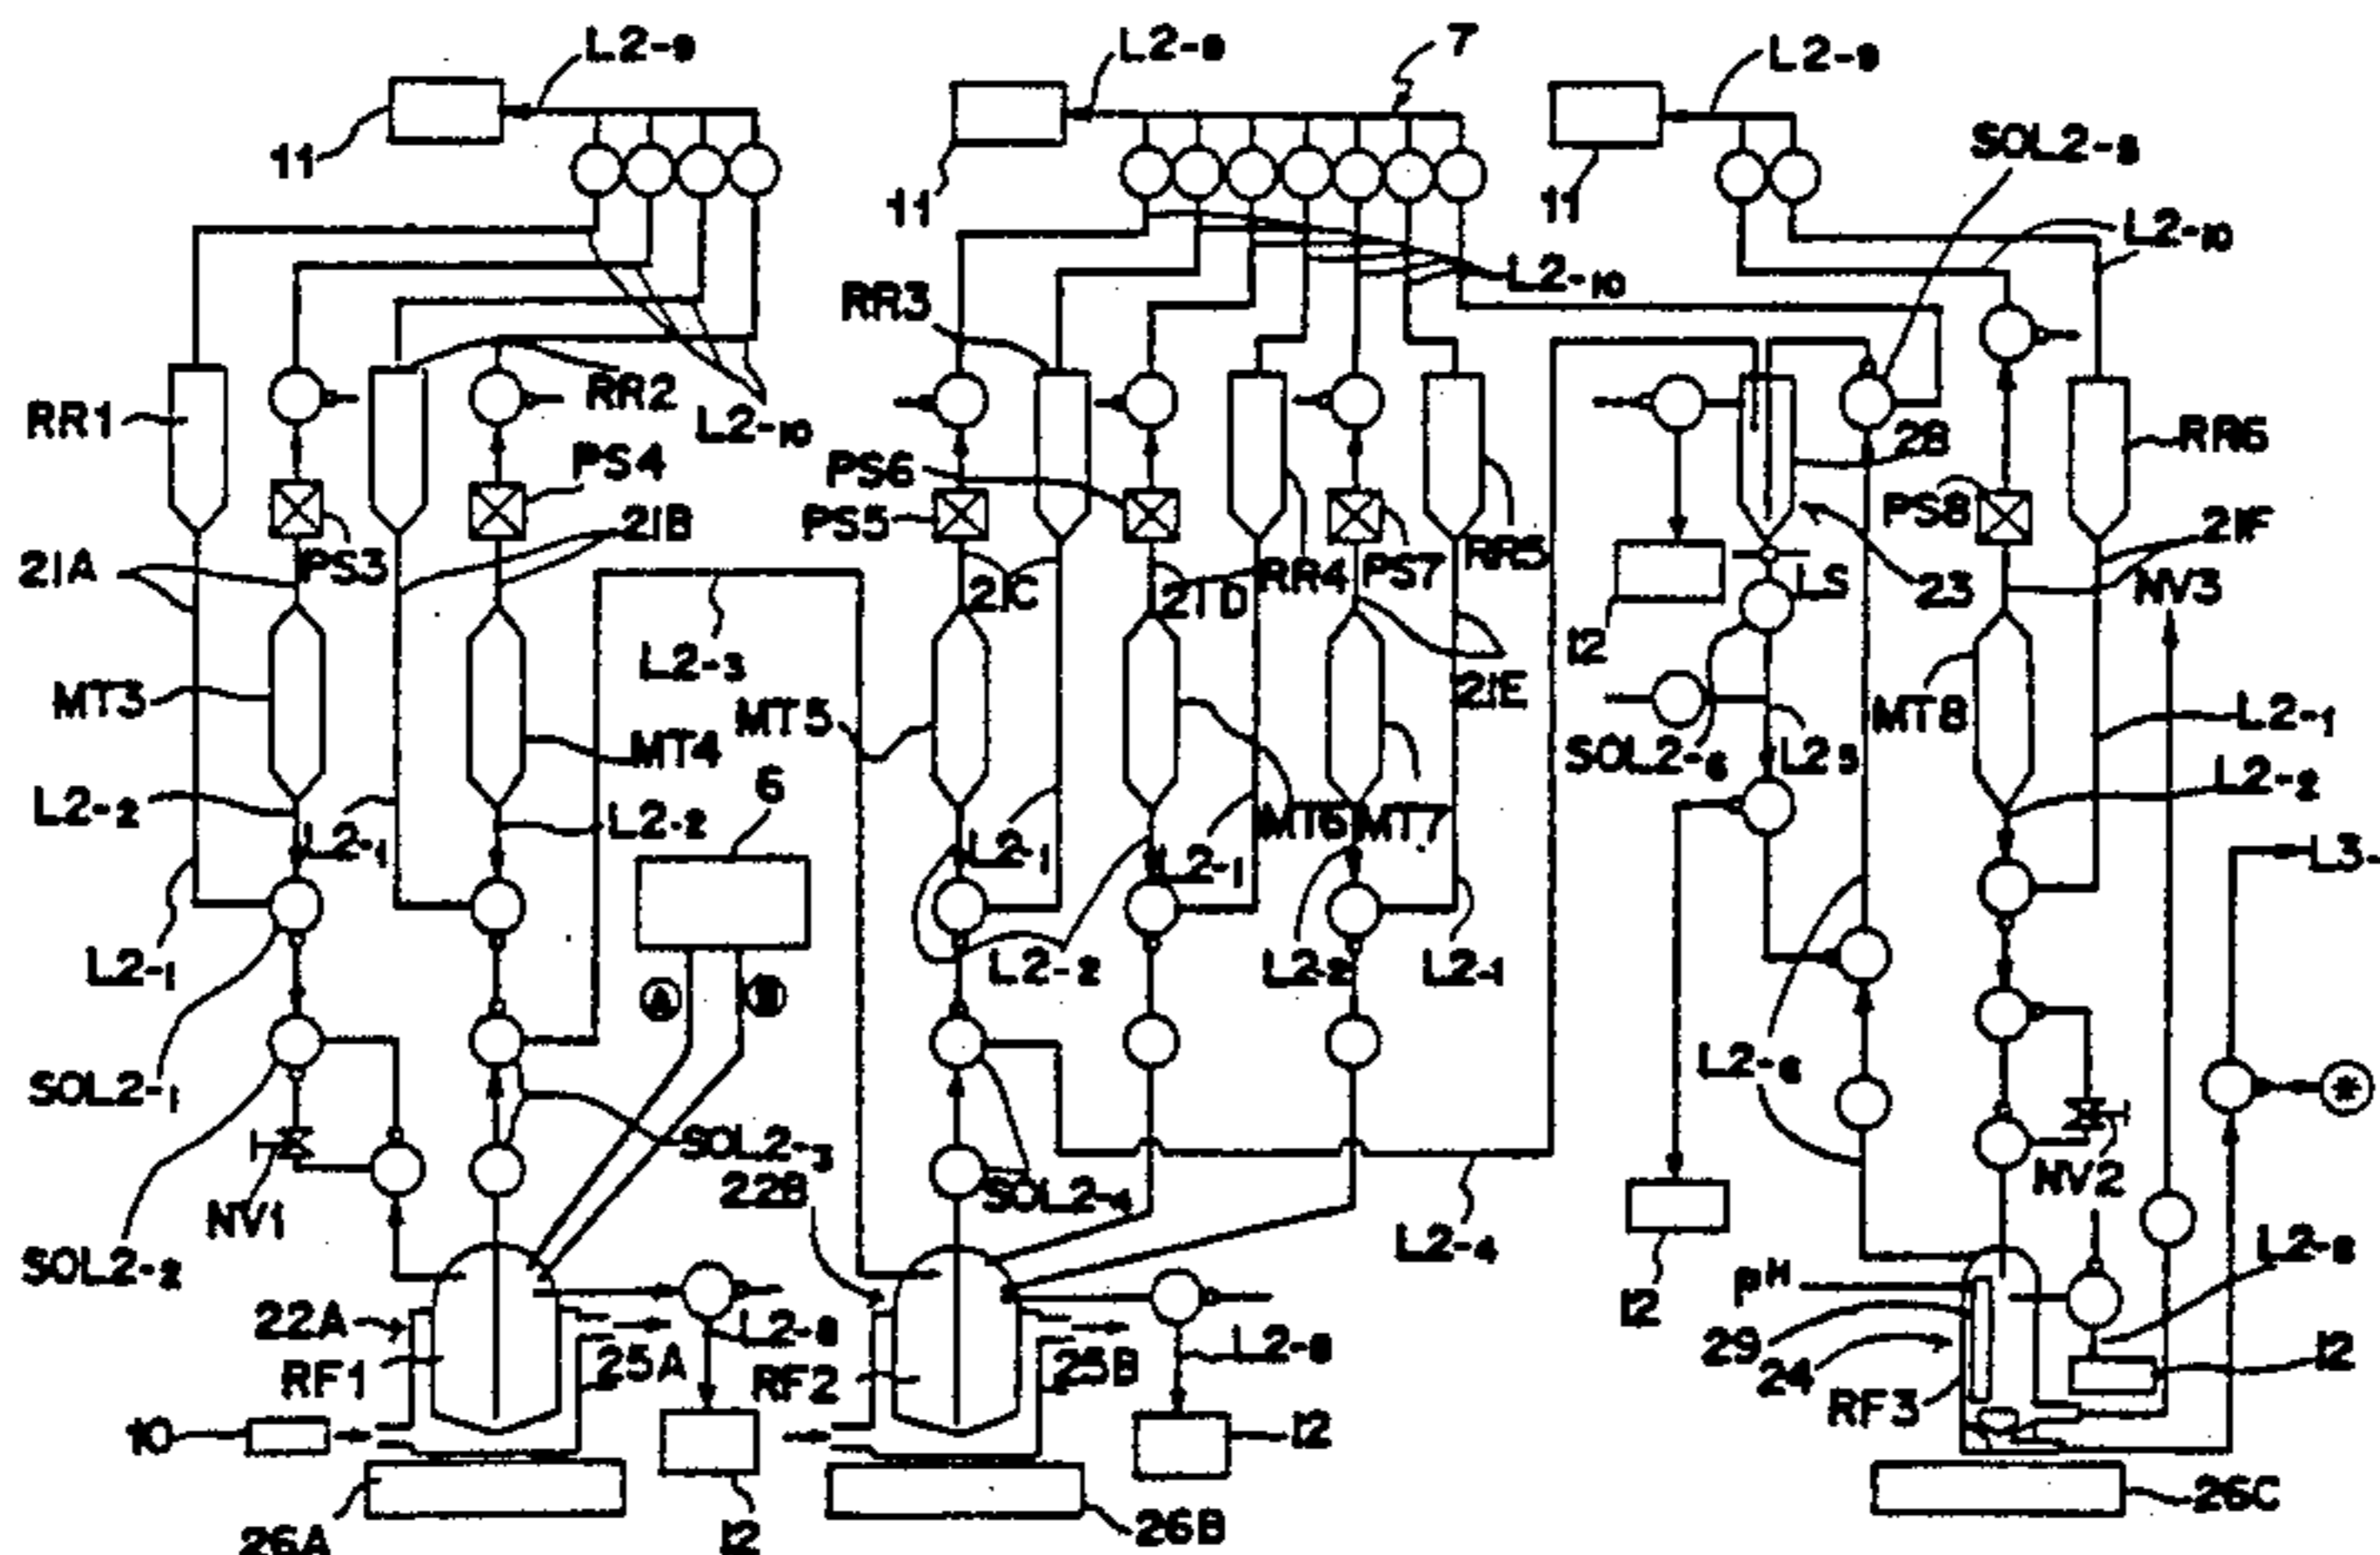 L2-9 L2-9 7 L2-9
11 11 11 SOL2-8
L2-10 L2-10
RR3
RR1 RR2 L2-10 28 RR6
PS4 PS6 PS5 PS8
21A PS3 21B 21C 21D RR4 PS7 RR5 LS 23 21F
12 NV3
L2-3
MT3 MT4 MT5 21E MT8 L2-1
SOL2-6 L2-5
L2-2 L2-1 L2-2 6 L2-1 L2-1 MT6 MT7 L2-2
L3-
L2-1 A B L2-2 L2-2 L2-1
SOL2-1 L2-6 *
SOL2-3 SOL2-4 NV2
NV1 22B
SOL2-2 L2-4 L2-8
22A L2-8 L2-8 12 pH
RF1 25A RF2 25B 29 12
24
RF3
10 12
26A 12 26B 26C